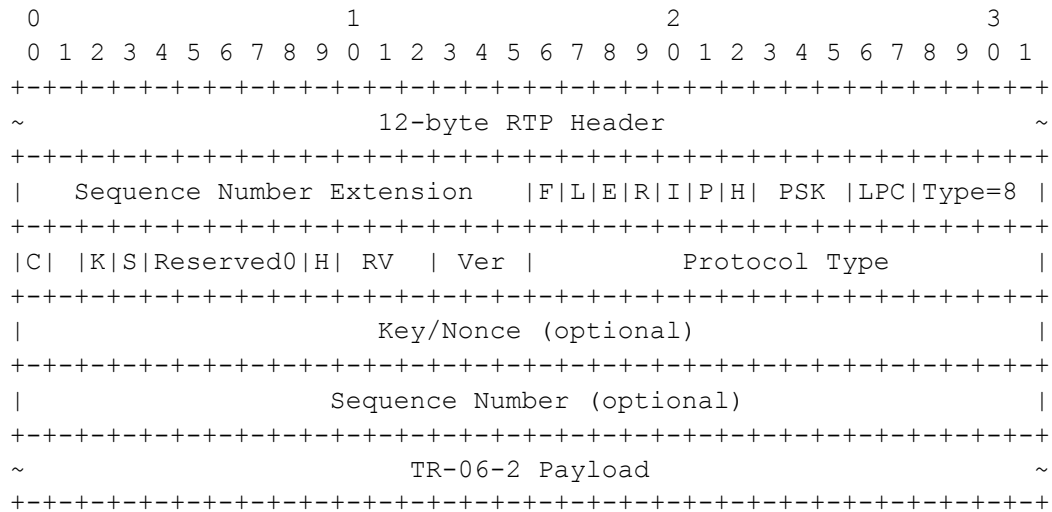 0                   1                   2                   3
 0 1 2 3 4 5 6 7 8 9 0 1 2 3 4 5 6 7 8 9 0 1 2 3 4 5 6 7 8 9 0 1
+-+-+-+-+-+-+-+-+-+-+-+-+-+-+-+-+-+-+-+-+-+-+-+-+-+-+-+-+-+-+-+-+
~                       12-byte RTP Header                      ~
+-+-+-+-+-+-+-+-+-+-+-+-+-+-+-+-+-+-+-+-+-+-+-+-+-+-+-+-+-+-+-+-+
|   Sequence Number Extension   |F|L|E|R|I|P|H| PSK |LPC|Type=8 |
+-+-+-+-+-+-+-+-+-+-+-+-+-+-+-+-+-+-+-+-+-+-+-+-+-+-+-+-+-+-+-+-+
|C| |K|S|Reserved0|H| RV  | Ver |         Protocol Type         |
+-+-+-+-+-+-+-+-+-+-+-+-+-+-+-+-+-+-+-+-+-+-+-+-+-+-+-+-+-+-+-+-+
|                      Key/Nonce (optional)                     |
+-+-+-+-+-+-+-+-+-+-+-+-+-+-+-+-+-+-+-+-+-+-+-+-+-+-+-+-+-+-+-+-+
|                   Sequence Number (optional)                  |
+-+-+-+-+-+-+-+-+-+-+-+-+-+-+-+-+-+-+-+-+-+-+-+-+-+-+-+-+-+-+-+-+
~                        TR-06-2 Payload                        ~
+-+-+-+-+-+-+-+-+-+-+-+-+-+-+-+-+-+-+-+-+-+-+-+-+-+-+-+-+-+-+-+-+